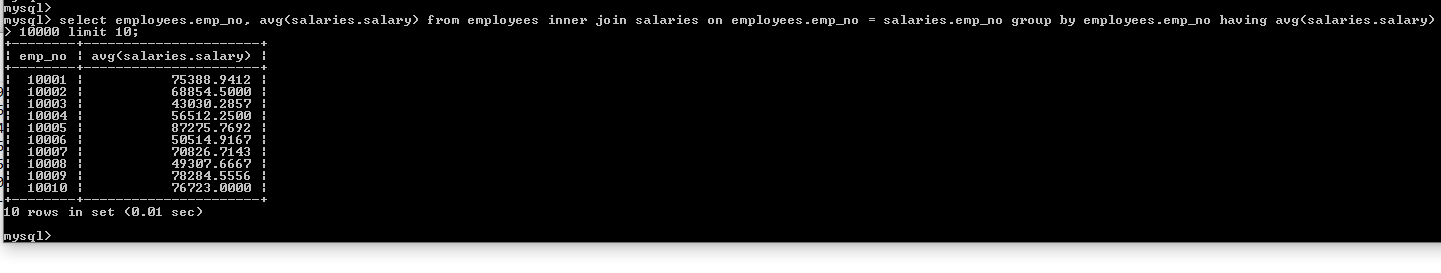 mysql>
mysql> select employees.emp_no, avg(salaries.salary) from employees inner join salaries on employees.emp_no = salaries.emp_no group by employees.emp_no having avg(salaries.salary)
> 10000 limit 10;
+--------+----------------------+
| emp_no | avg(salaries.salary) |
+--------+----------------------+
| 10001 | 75388.9412 |
| 10002 | 68854.5000 |
| 10003 | 43030.2857 |
| 10004 | 56512.2500 |
| 10005 | 87275.7692 |
| 10006 | 50514.9167 |
| 10007 | 70826.7143 |
| 10008 | 49307.6667 |
| 10009 | 78284.5556 |
| 10010 | 76723.0000 |
+--------+----------------------+
10 rows in set (0.01 sec)
mysql>